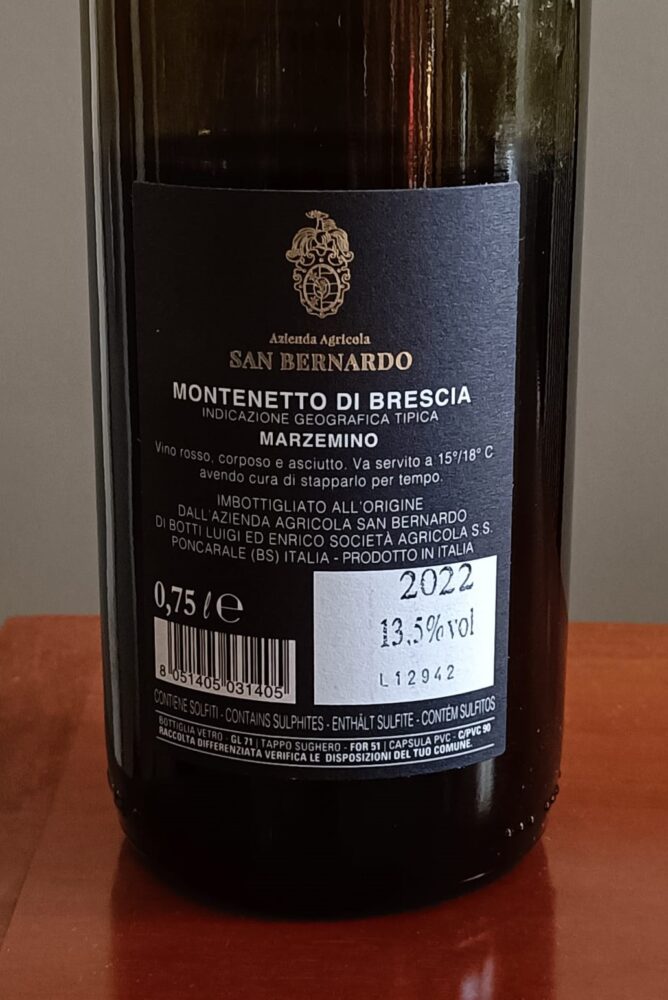 Azienda Agricola
SAN BERNARDO
MONTENETTO DI BRESCIA
INDICAZIONE GEOGRAFICA TIPICA
MARZEMINO
Vino rosso, corposo e asciutto. Va servito a 15°/18° C
avendo cura di stapparlo per tempo.
IMBOTTIGLIATO ALL'ORIGINE
DALL'AZIENDA AGRICOLA SAN BERNARDO
DI BOTTI LUIGI ED ENRICO SOCIETÀ AGRICOLA S.S.
PONCARALE (BS) ITALIA - PRODOTTO IN ITALIA
0,75 ℓ e
2022
13,5% vol
L12942
8 051405 031405
CONTIENE SOLFITI - CONTAINS SULPHITES - ENTHÄLT SULFITE - CONTÉM SULFITOS
BOTTIGLIA VETRO - GL 71 | TAPPO SUGHERO - FOR 51 | CAPSULA PVC - C/PVC 90
RACCOLTA DIFFERENZIATA VERIFICA LE DISPOSIZIONI DEL TUO COMUNE.